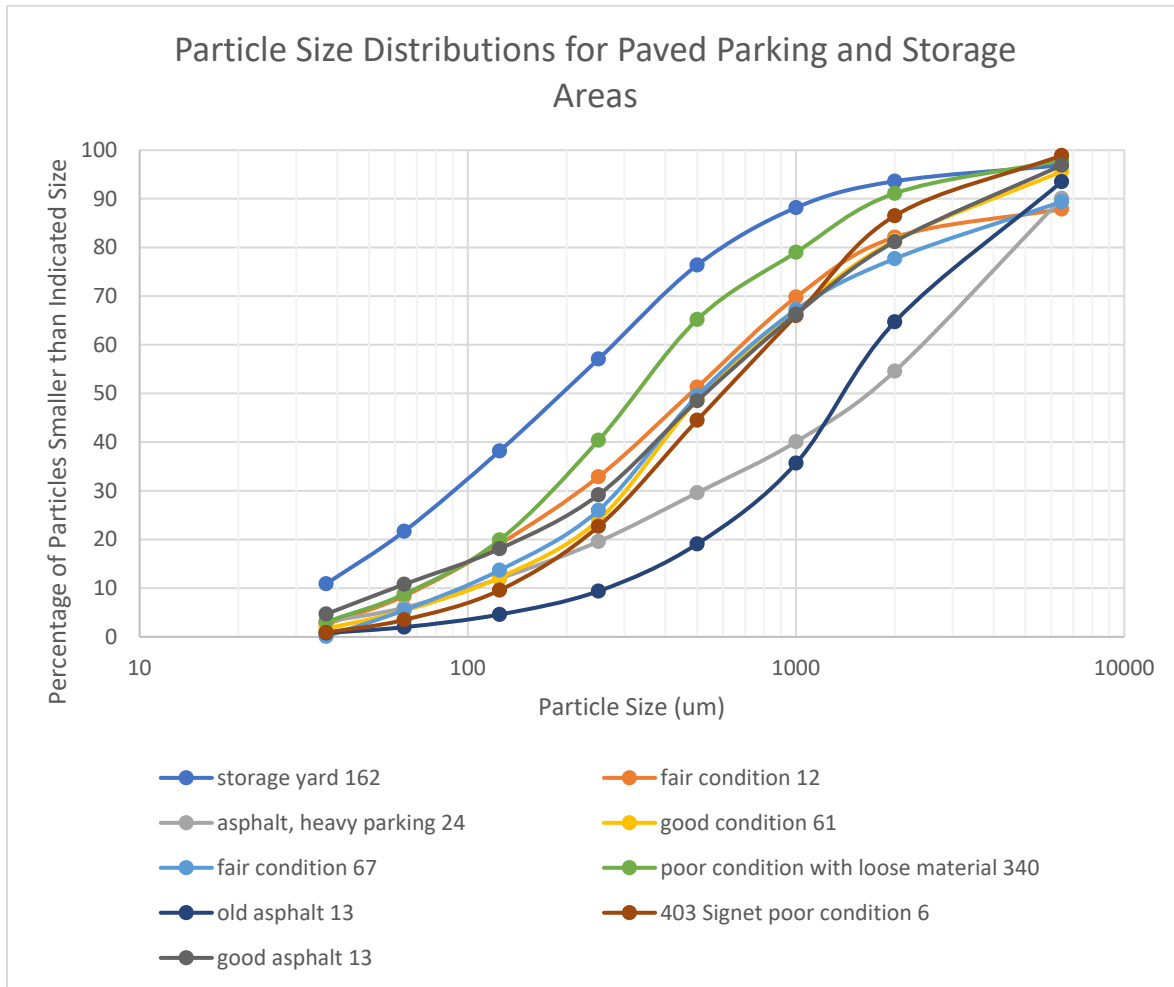 Particle Size Distributions for Paved Parking and Storage
Areas
Percentage of Particles Smaller than Indicated Size
100
90
80
70
60
50
40
30
20
10
0
10
100
1000
10000
Particle Size (um)
storage yard 162
fair condition 12
asphalt, heavy parking 24
good condition 61
fair condition 67
poor condition with loose material 340
old asphalt 13
403 Signet poor condition 6
good asphalt 13